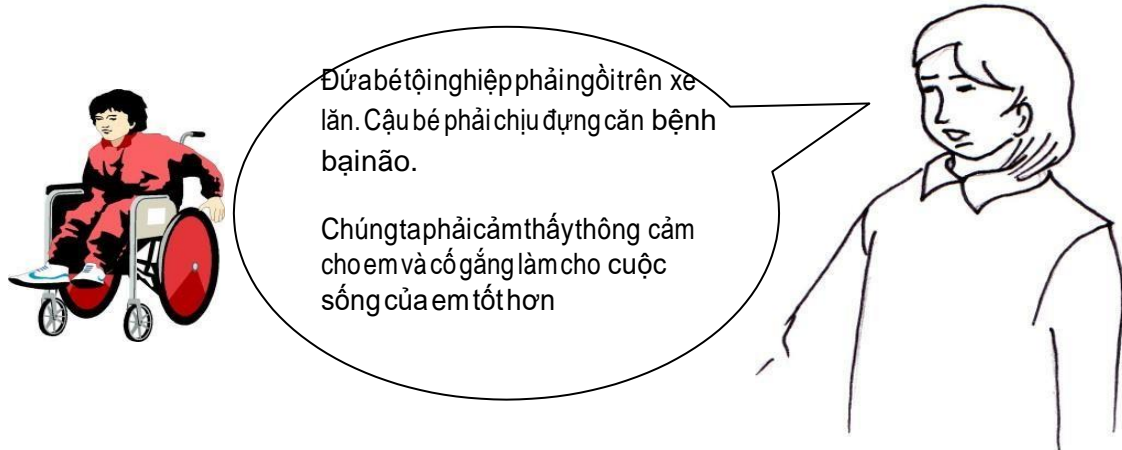 Đứa bé tội nghiệp phải ngồi trên xe
lăn. Cậu bé phải chịu đựng căn bệnh
bại não.
Chúng ta phải cảm thấy thông cảm
cho em và cố gắng làm cho cuộc
sống của em tốt hơn